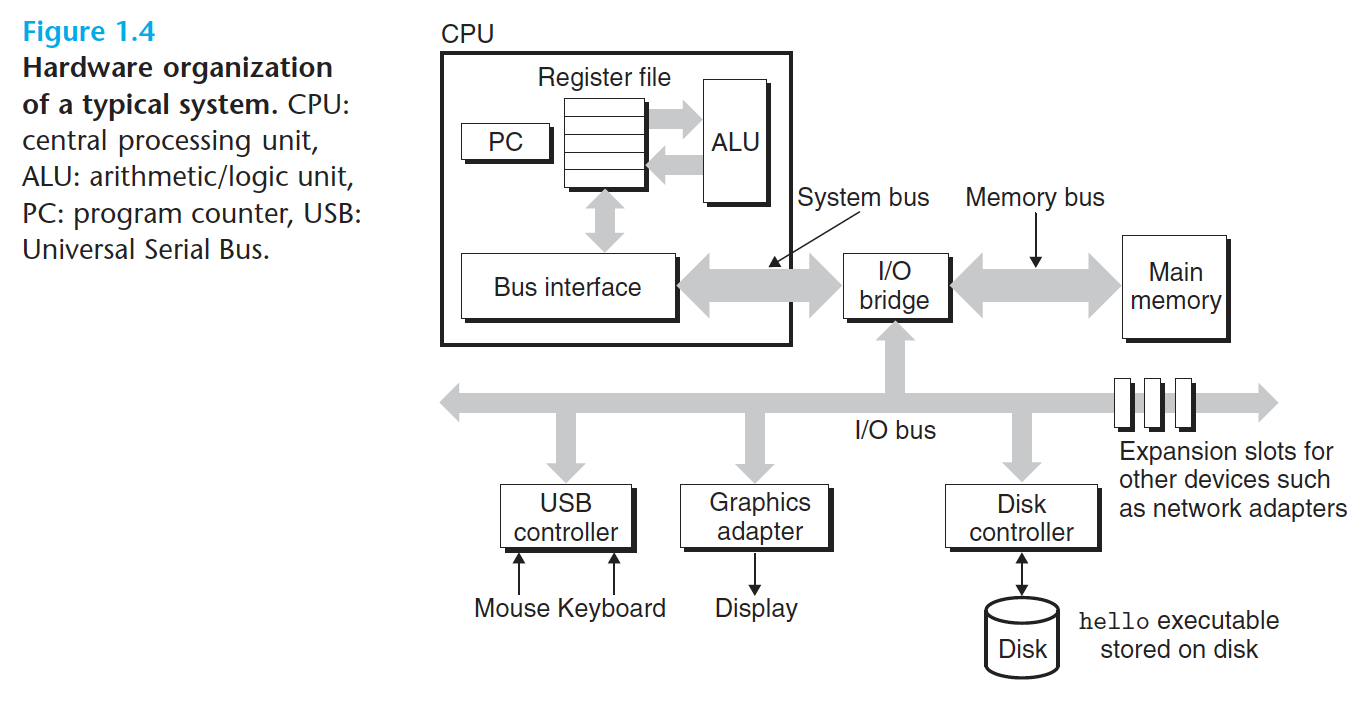 Figure 1.4
Hardware organization
of a typical system. CPU:
central processing unit,
ALU: arithmetic/logic unit,
PC: program counter, USB:
Universal Serial Bus.
CPU
Register file
PC
ALU
System bus
Memory bus
Bus interface
I/O
bridge
Main
memory
I/O bus
Expansion slots for
other devices such
as network adapters
USB
controller
Graphics
adapter
Disk
controller
Mouse
Keyboard
Display
Disk
hello executable
stored on disk